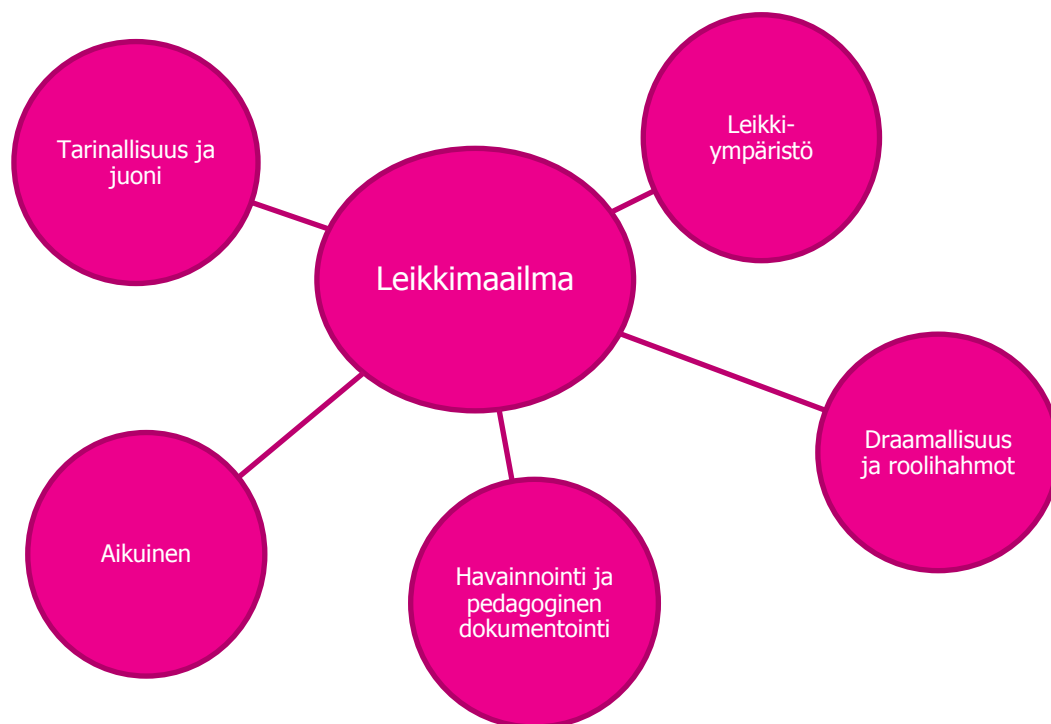 Tarinallisuus ja
juoni
Leikki-
ympäristö
Leikkimaailma
Draamallisuus
ja roolihahmot
Aikuinen
Havainnointi ja
pedagoginen
dokumentointi